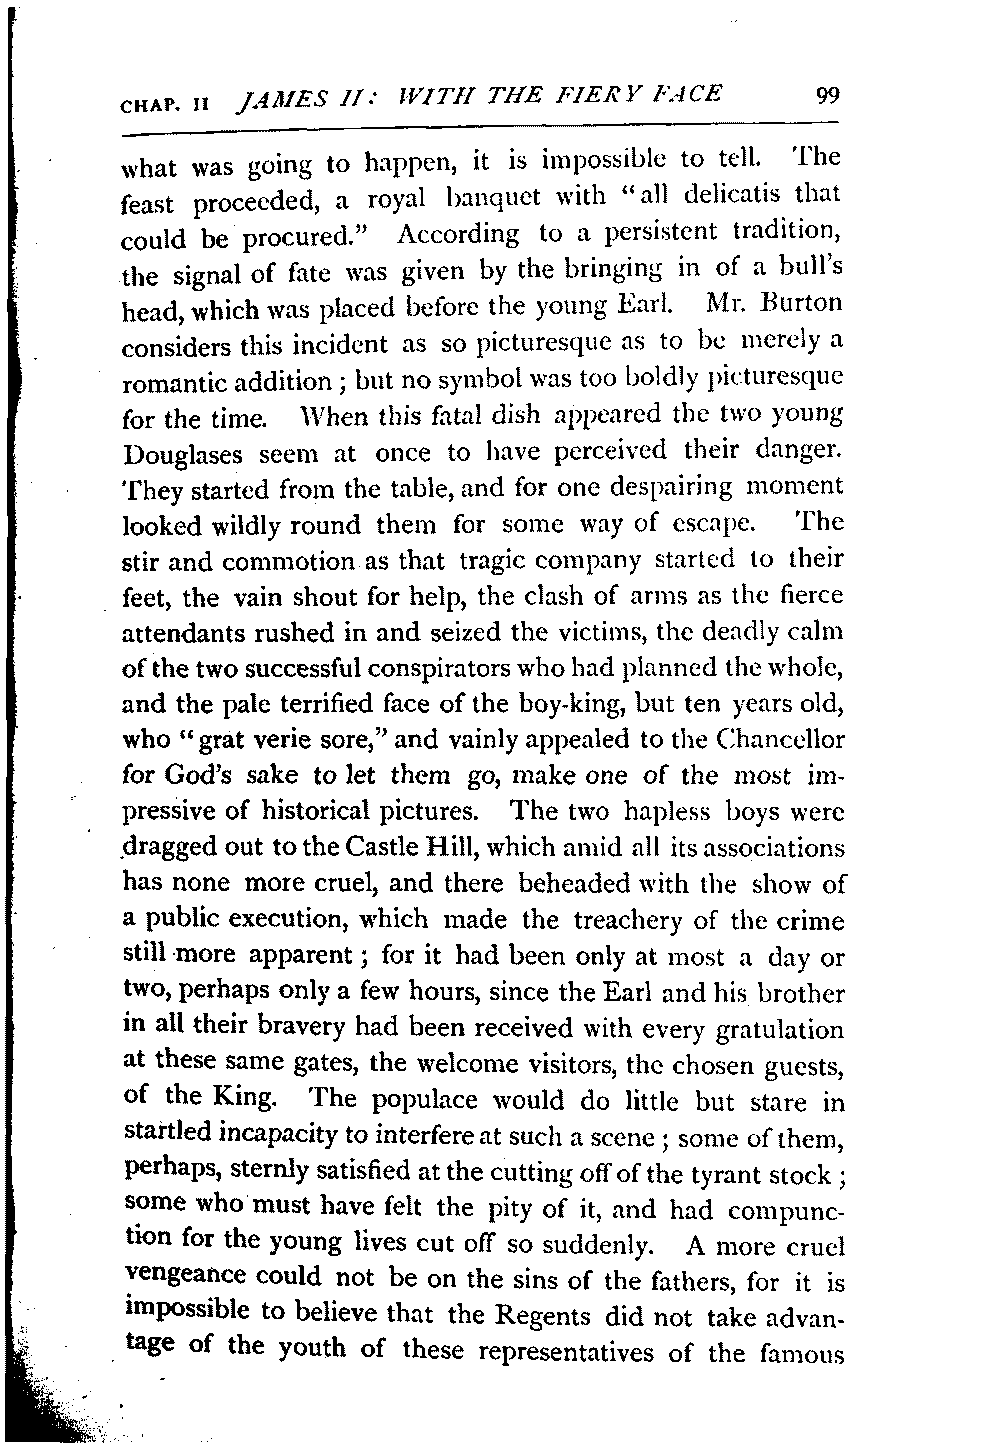 CHAP. II JAMES II: WITH THE FIERY FACE 99
what was going to happen, it is impossible to tell. The
feast proceeded, a royal banquet with “all delicatis that
could be procured.” According to a persistent tradition,
the signal of fate was given by the bringing in of a bull’s
head, which was placed before the young Earl. Mr. Burton
considers this incident as so picturesque as to be merely a
romantic addition ; but no symbol was too boldly picturesque
for the time. When this fatal dish appeared the two young
Douglases seem at once to have perceived their danger.
They started from the table, and for one despairing moment
looked wildly round them for some way of escape. The
stir and commotion as that tragic company started to their
feet, the vain shout for help, the clash of arms as the fierce
attendants rushed in and seized the victims, the deadly calm
of the two successful conspirators who had planned the whole,
and the pale terrified face of the boy-king, but ten years old,
who “grat verie sore,” and vainly appealed to the Chancellor
for God’s sake to let them go, make one of the most im-
pressive of historical pictures. The two hapless boys were
dragged out to the Castle Hill, which amid all its associations
has none more cruel, and there beheaded with the show of
a public execution, which made the treachery of the crime
still more apparent ; for it had been only at most a day or
two, perhaps only a few hours, since the Earl and his brother
in all their bravery had been received with every gratulation
at these same gates, the welcome visitors, the chosen guests,
of the King. The populace would do little but stare in
startled incapacity to interfere at such a scene ; some of them,
perhaps, sternly satisfied at the cutting off of the tyrant stock ;
some who must have felt the pity of it, and had compunc-
tion for the young lives cut off so suddenly. A more cruel
vengeance could not be on the sins of the fathers, for it is
impossible to believe that the Regents did not take advan-
tage of the youth of these representatives of the famous